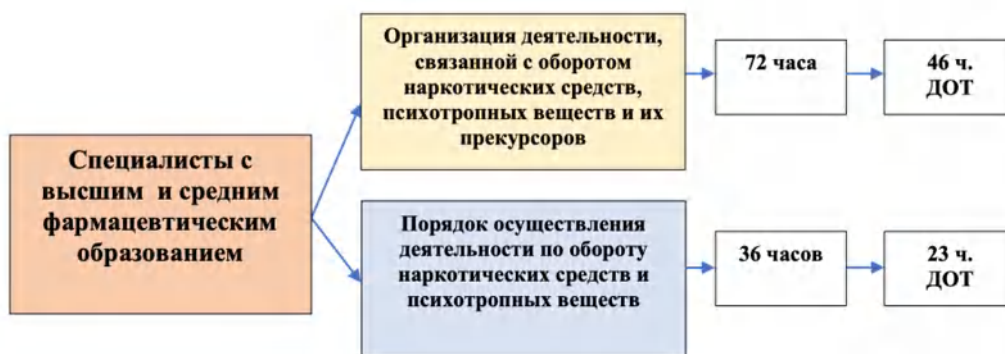 Организация деятельности,
связанной с оборотом
наркотических средств,
психотропных веществ и их
прекурсоров
72 часа
46 ч.
ДОТ
Специалисты с
высшим и средним
фармацевтическим
образованием
Порядок осуществления
деятельности по обороту
наркотических средств и
психотропных веществ
36 часов
23 ч.
ДОТ